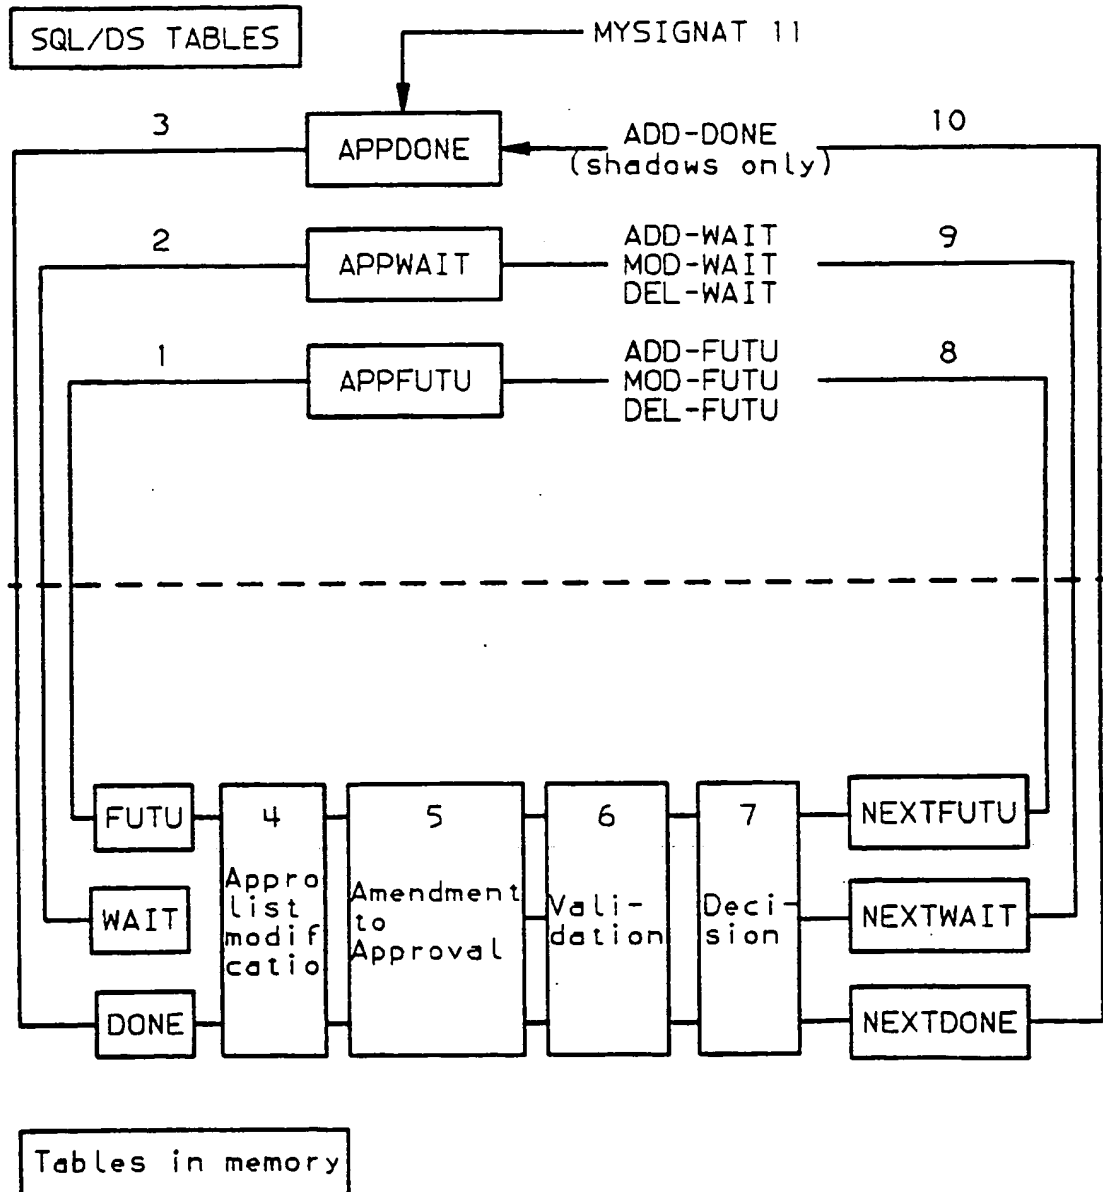 SQL/DS TABLES
MYSIGNAT 11
3
APPDONE
ADD-DONE
(shadows only)
10
2
APPWAIT
ADD-WAIT
MOD-WAIT
DEL-WAIT
9
1
APPFUTU
ADD-FUTU
MOD-FUTU
DEL-FUTU
8
FUTU
WAIT
DONE
4
Appro
list
modif
catio
5
Amendment
to
Approval
6
Vali-
dation
7
Deci-
sion
NEXTFUTU
NEXTWAIT
NEXTDONE
Tables in memory